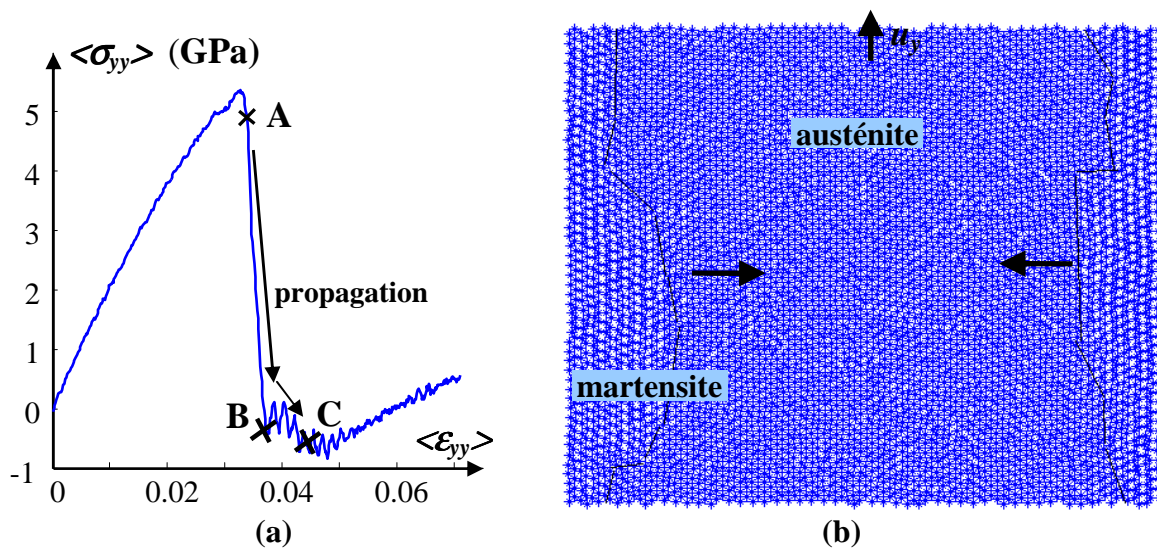 <σyy> (GPa)
5
4
3
2
1
0
-1
A
propagation
B
C
<εyy>
0
0.02
0.04
0.06
(a)
uy
austénite
martensite
(b)